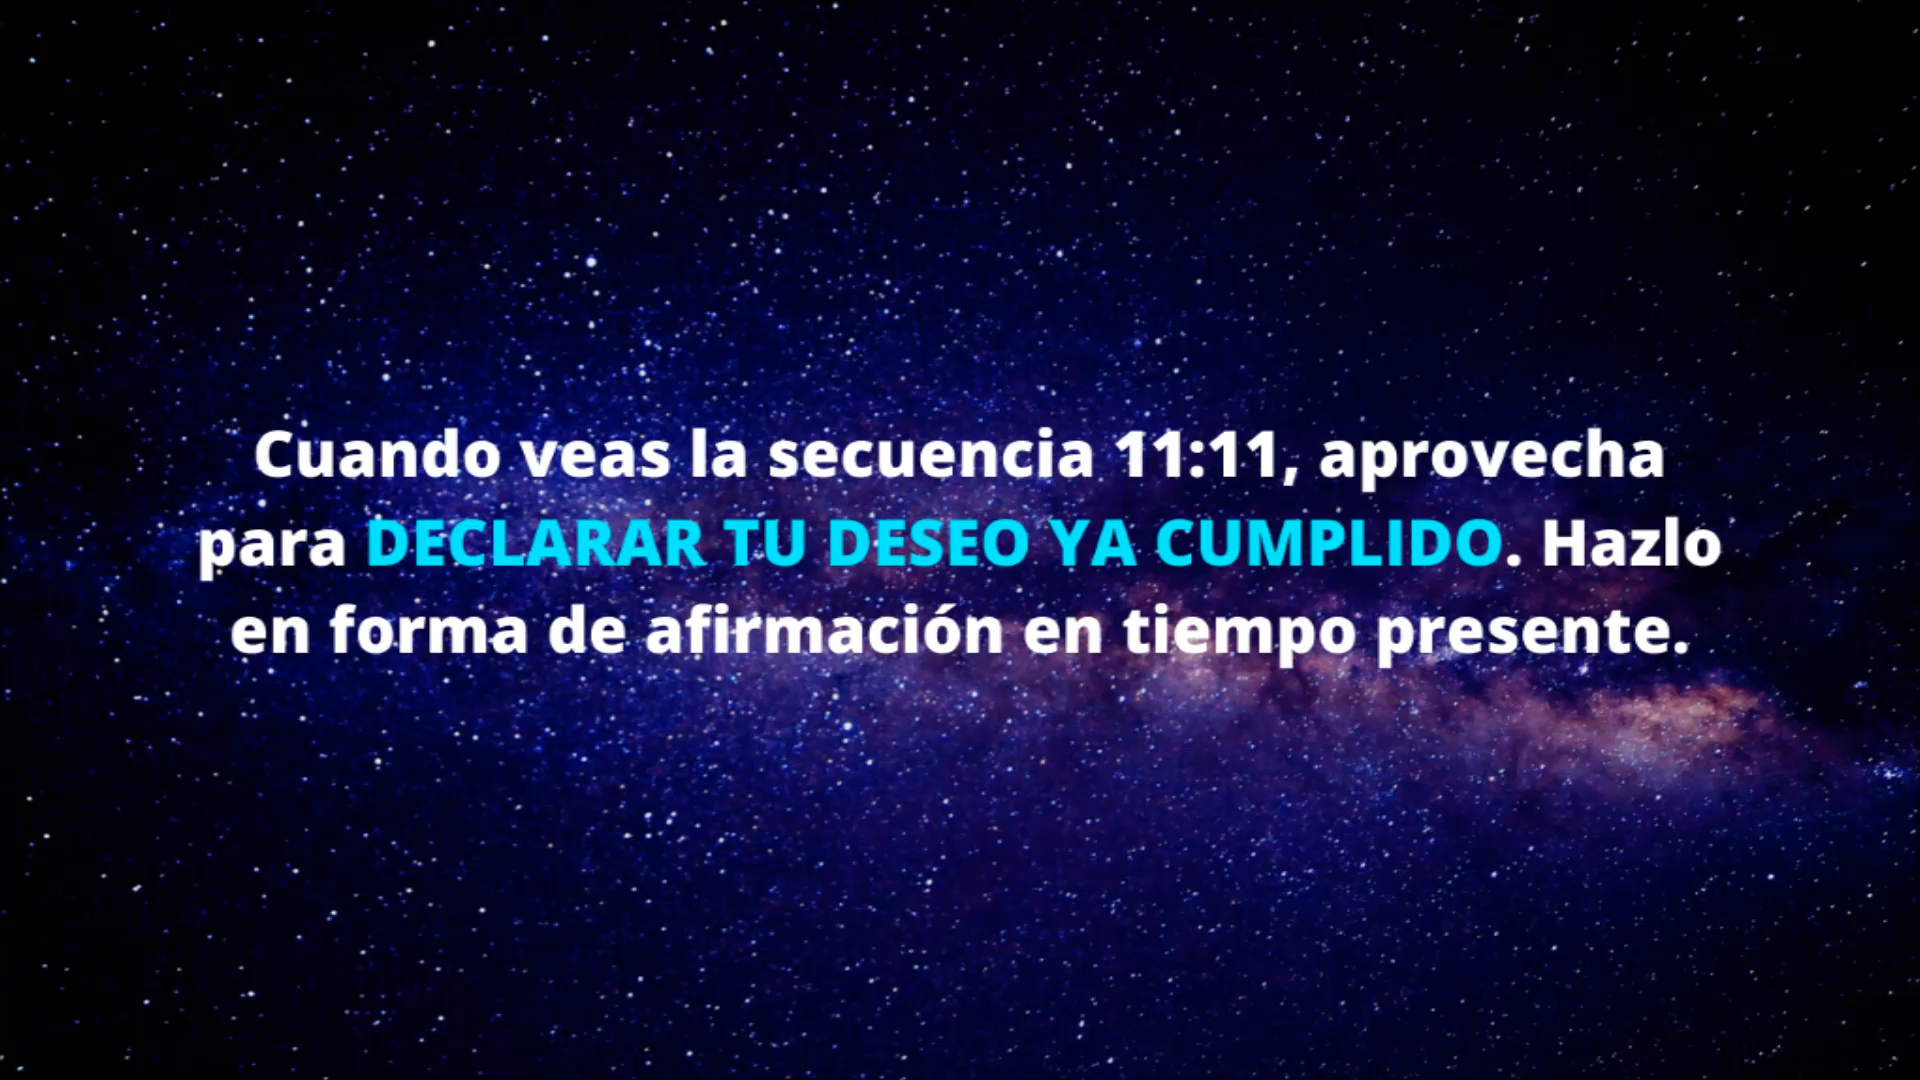 Cuando veas la secuencia 11:11, aprovecha
para DECLARAR TU DESEO YA CUMPLIDO. Hazlo
en forma de afirmación en tiempo presente.